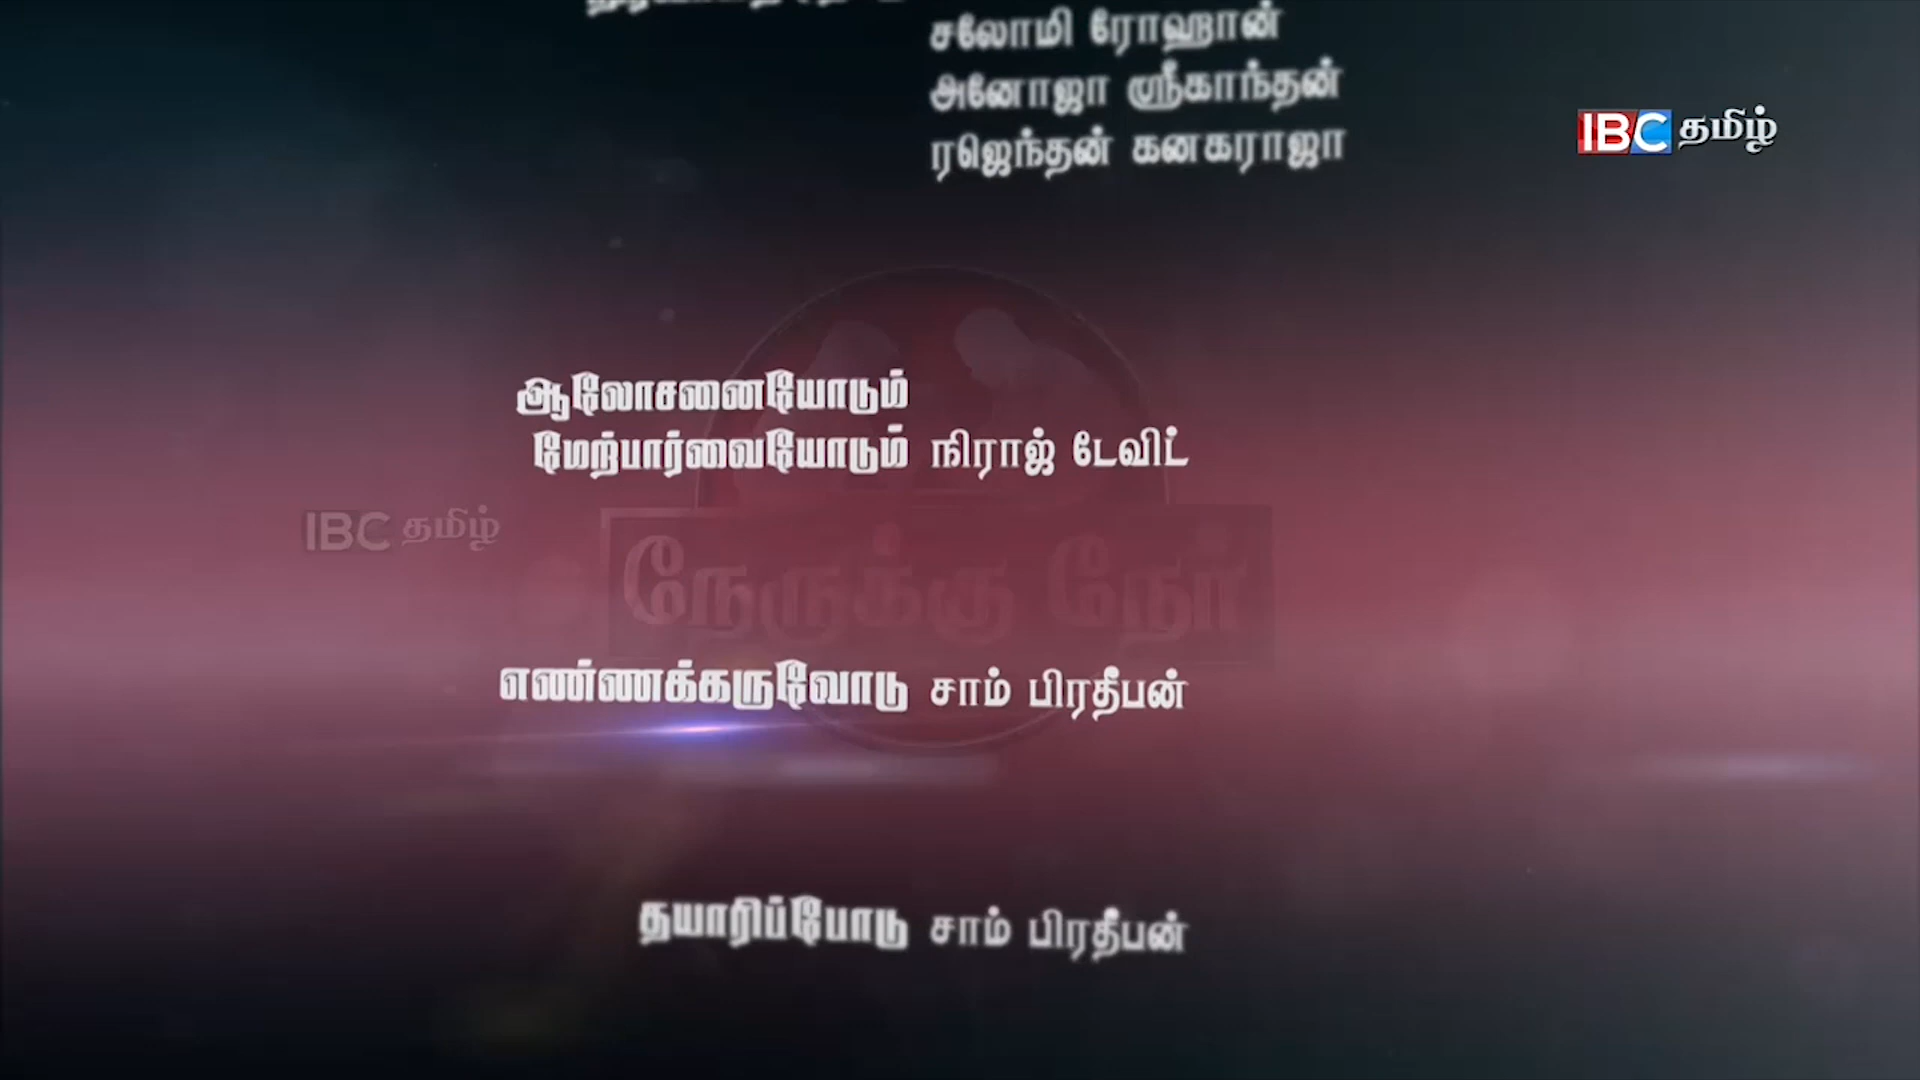 சலோமி ரோஹான்
அனோஜா ஸ்ரீகாந்தன்
ரஜெந்தன் கனகராஜா
IBC தமிழ்
ஆலோசனையோடும்
மேற்பார்வையோடும் நிராஜ் டேவிட்
IBC தமிழ்
நேருக்கு நேர்
எண்ணக்கருவோடு சாம் பிரதீபன்
தயாரிப்போடு சாம் பிரதீபன்